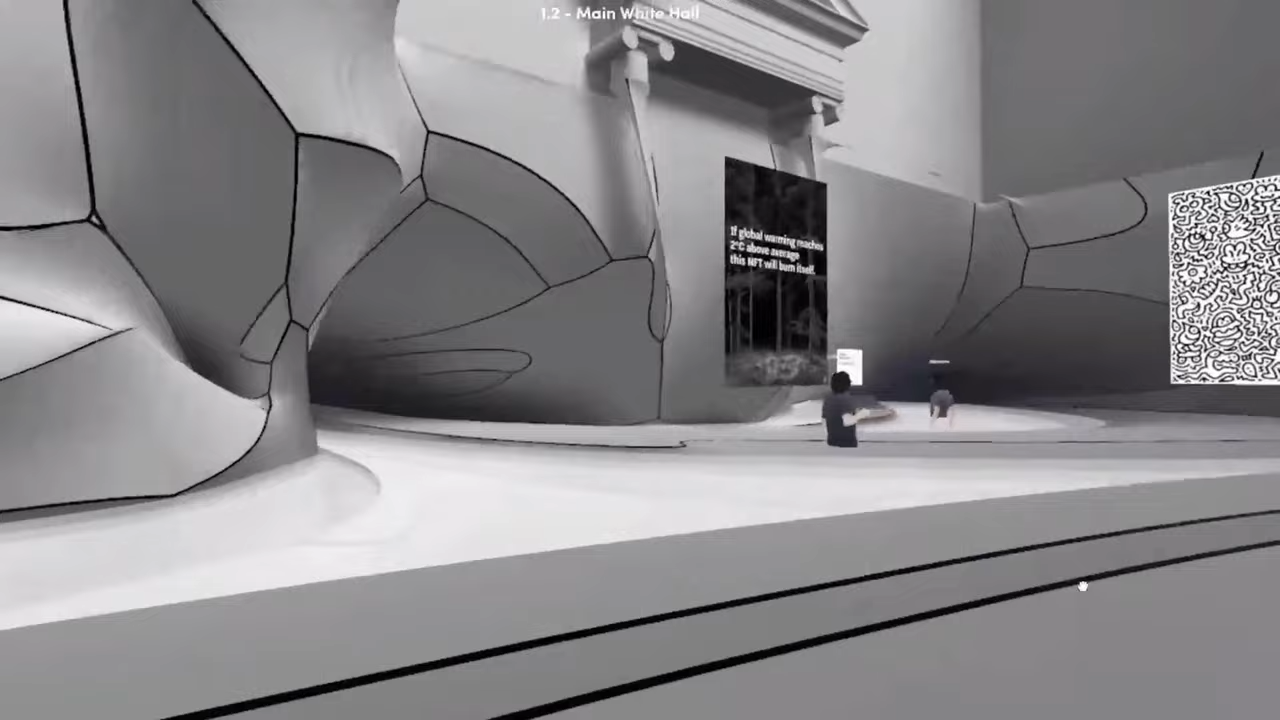 1.2 - Main White Hall
If global warming reaches
2°C above average
this NFT will burn itself.